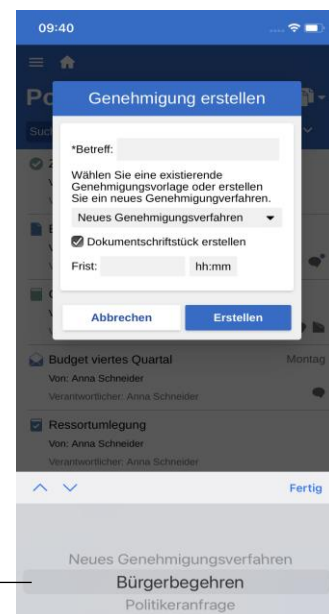 09:40
Po
Genehmigung erstellen
*Betreff:
Wählen Sie eine existierende
Genehmigungsvorlage oder erstellen
Sie ein neues Genehmigungverfahren.
Neues Genehmigungsverfahren
Dokumentschriftstück erstellen
Frist: hh:mm
Abbrechen Erstellen
Budget viertes Quartal Montag
Von: Anna Schneider
Verantwortlicher: Anna Schneider
Ressortumlegung
Von: Anna Schneider
Verantwortlicher: Anna Schneider
Fertig
Neues Genehmigungsverfahren
Bürgerbegehren
Politikeranfrage